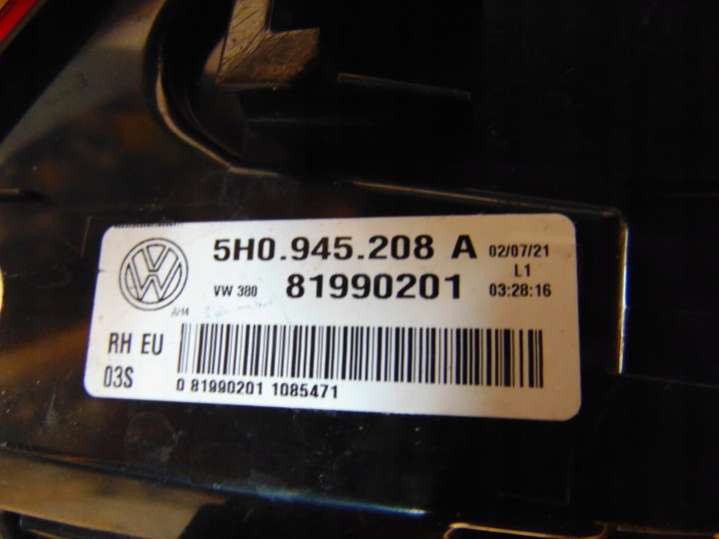 5H0.945.208 A 02/07/21
L1
VW 380 81990201 03:28:16
RH EU
03S
0 81990201 1085471